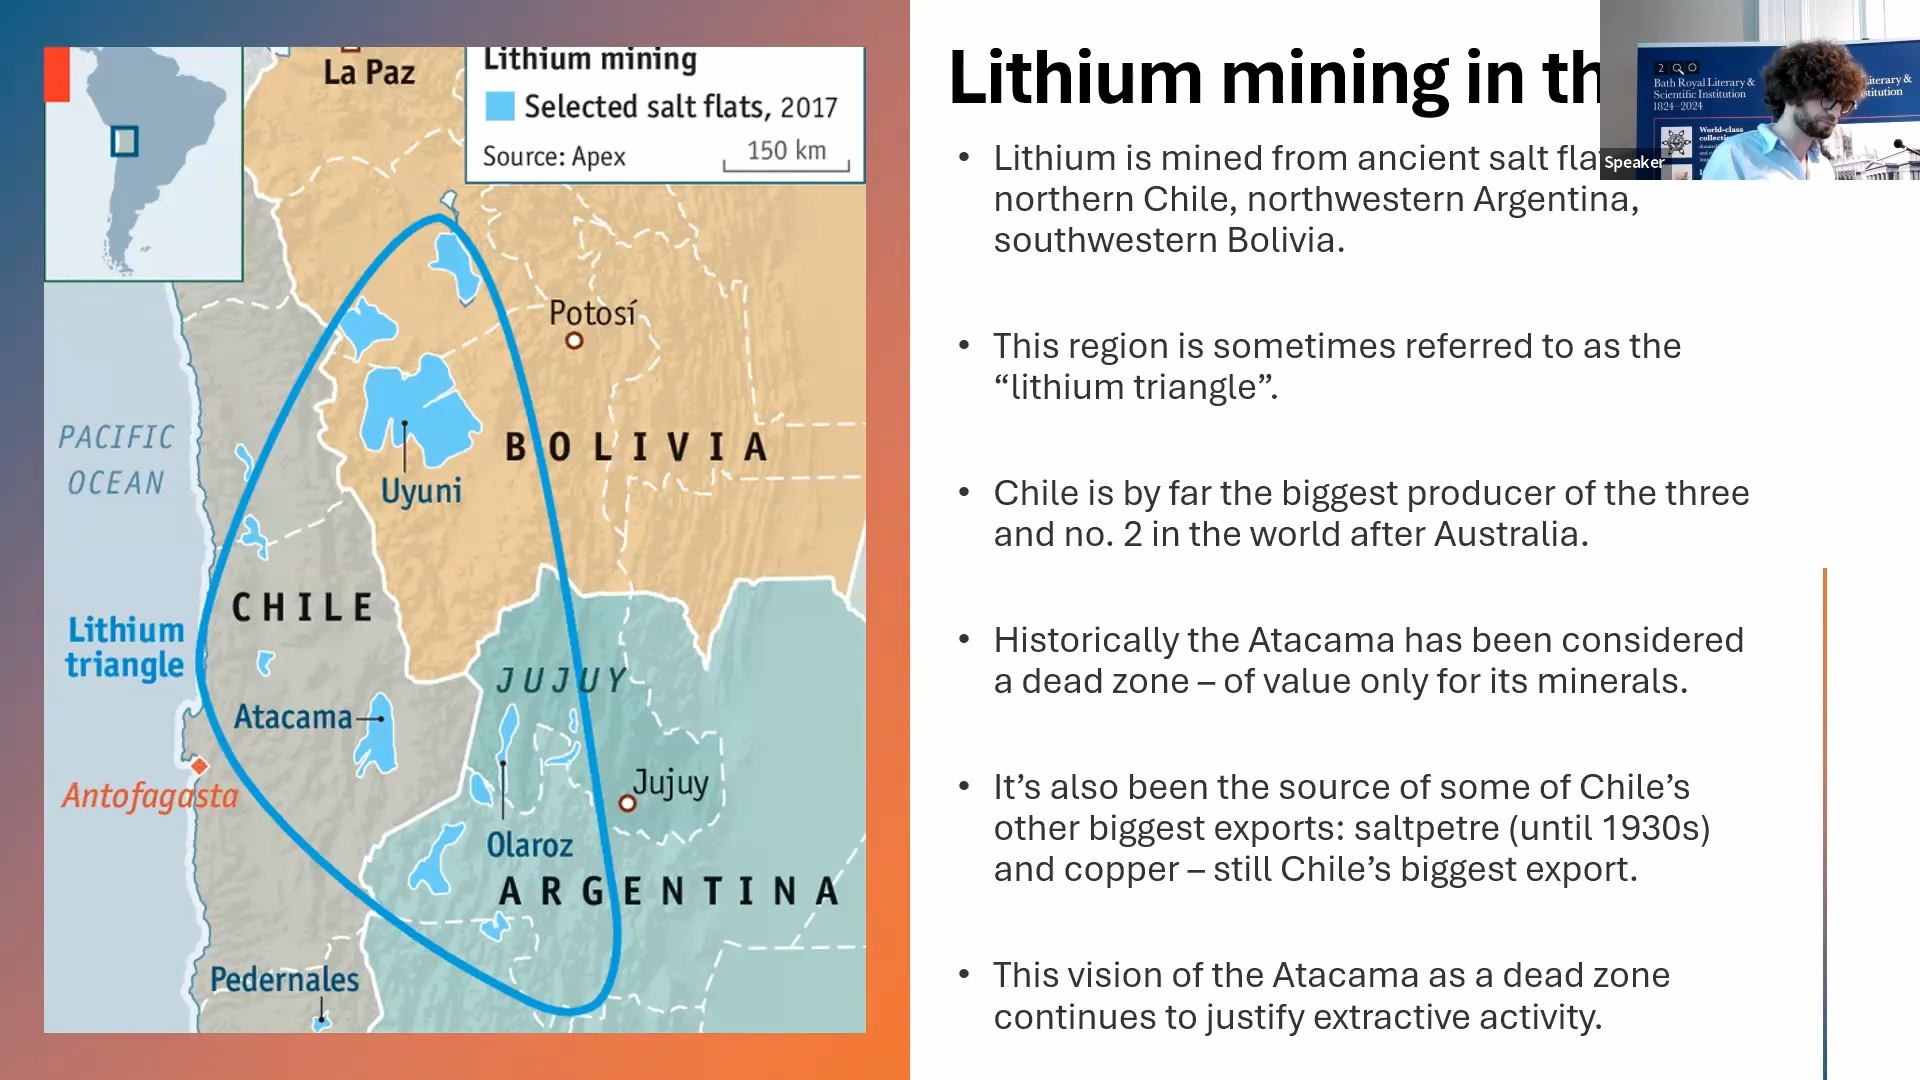 La Paz
Lithium mining
Selected salt flats, 2017
Source: Apex
150 km
Potosí
PACIFIC
OCEAN
BOLIVIA
Uyuni
CHILE
Lithium
triangle
JUJUY
Atacama
Antofagasta
Jujuy
Olaroz
ARGENTINA
Pedernales
Lithium mining in th
• Lithium is mined from ancient salt fla
northern Chile, northwestern Argentina,
southwestern Bolivia.
• This region is sometimes referred to as the
“lithium triangle”.
• Chile is by far the biggest producer of the three
and no. 2 in the world after Australia.
• Historically the Atacama has been considered
a dead zone – of value only for its minerals.
• It’s also been the source of some of Chile’s
other biggest exports: saltpetre (until 1930s)
and copper – still Chile’s biggest export.
• This vision of the Atacama as a dead zone
continues to justify extractive activity.
2
Bath Royal Literary &
Scientific Institution
1824–2024
World-class
Speaker
iterary &
stitution